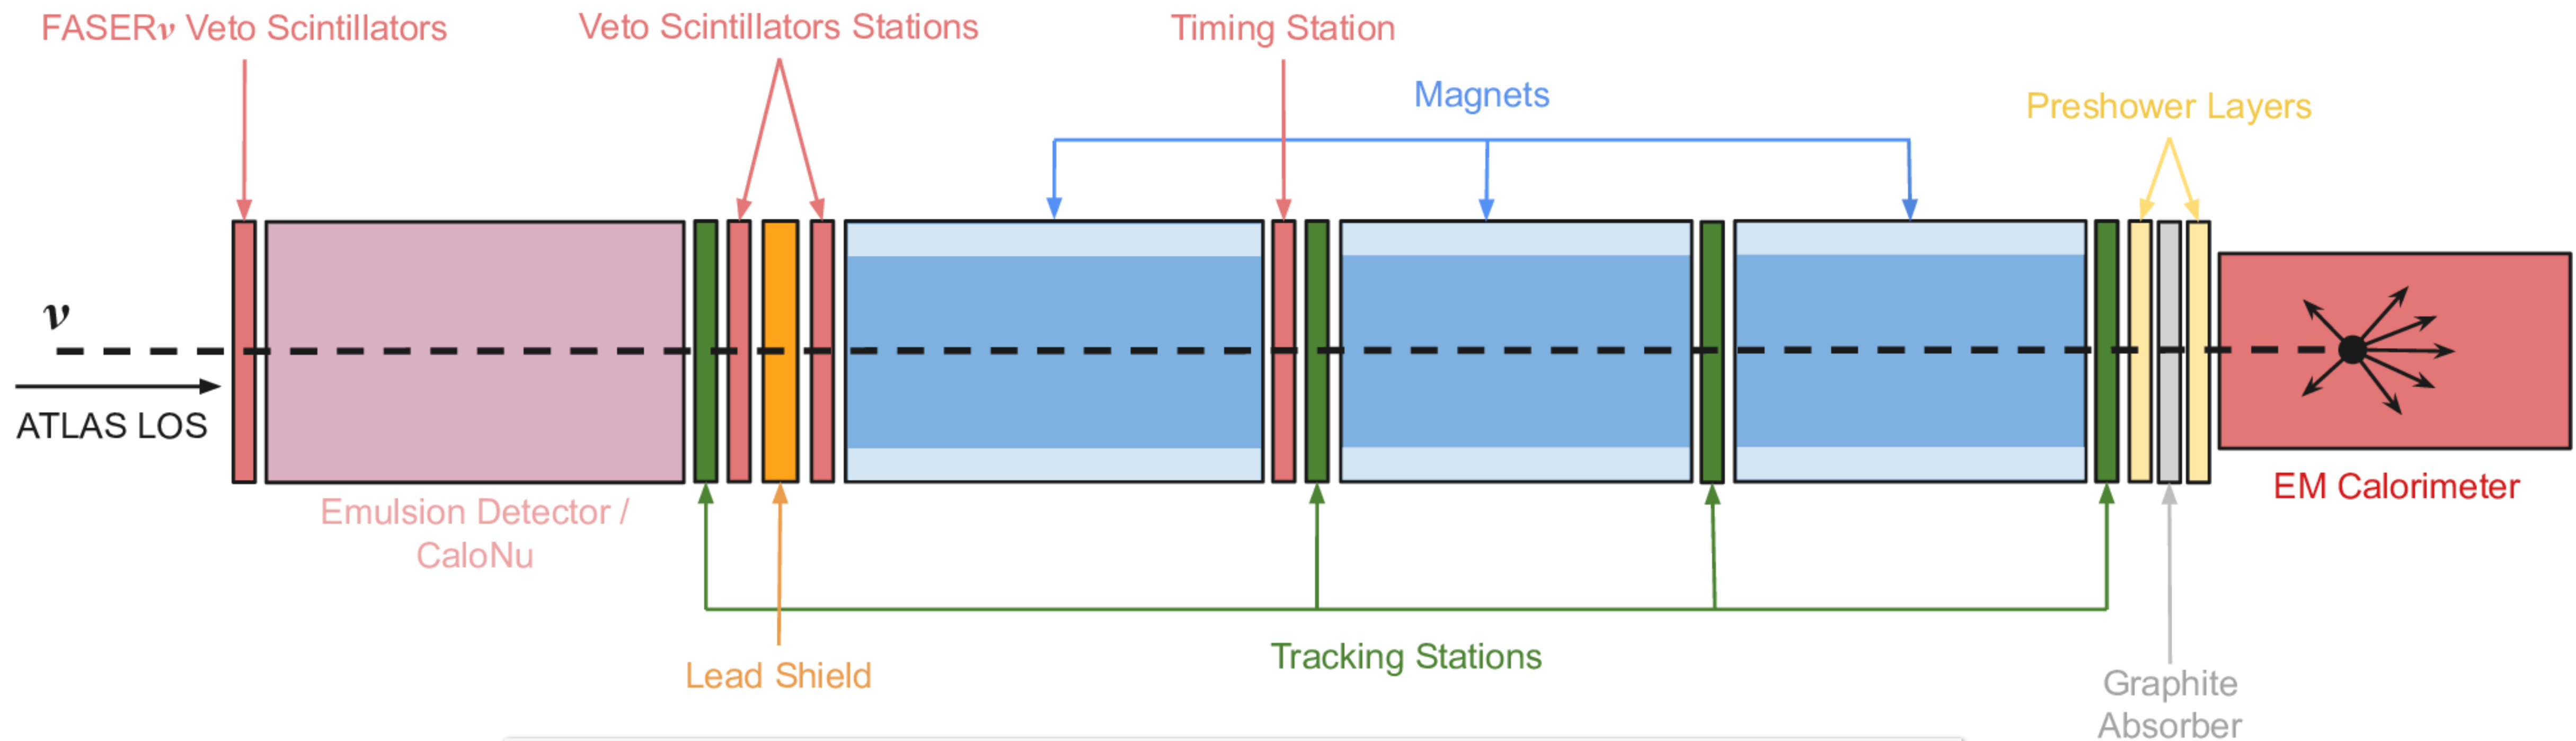 FASERν Veto Scintillators
Veto Scintillators Stations
Timing Station
Magnets
Preshower Layers
ν
ATLAS LOS
Emulsion Detector /
CaloNu
EM Calorimeter
Lead Shield
Tracking Stations
Graphite
Absorber